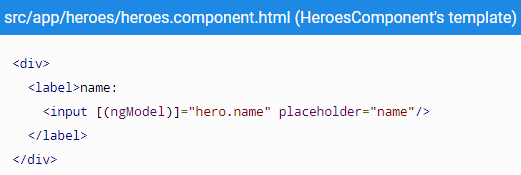 src/app/heroes/heroes.component.html (HeroesComponent's template)
<div>
  <label>name:
    <input [(ngModel)]="hero.name" placeholder="name"/>
  </label>
</div>